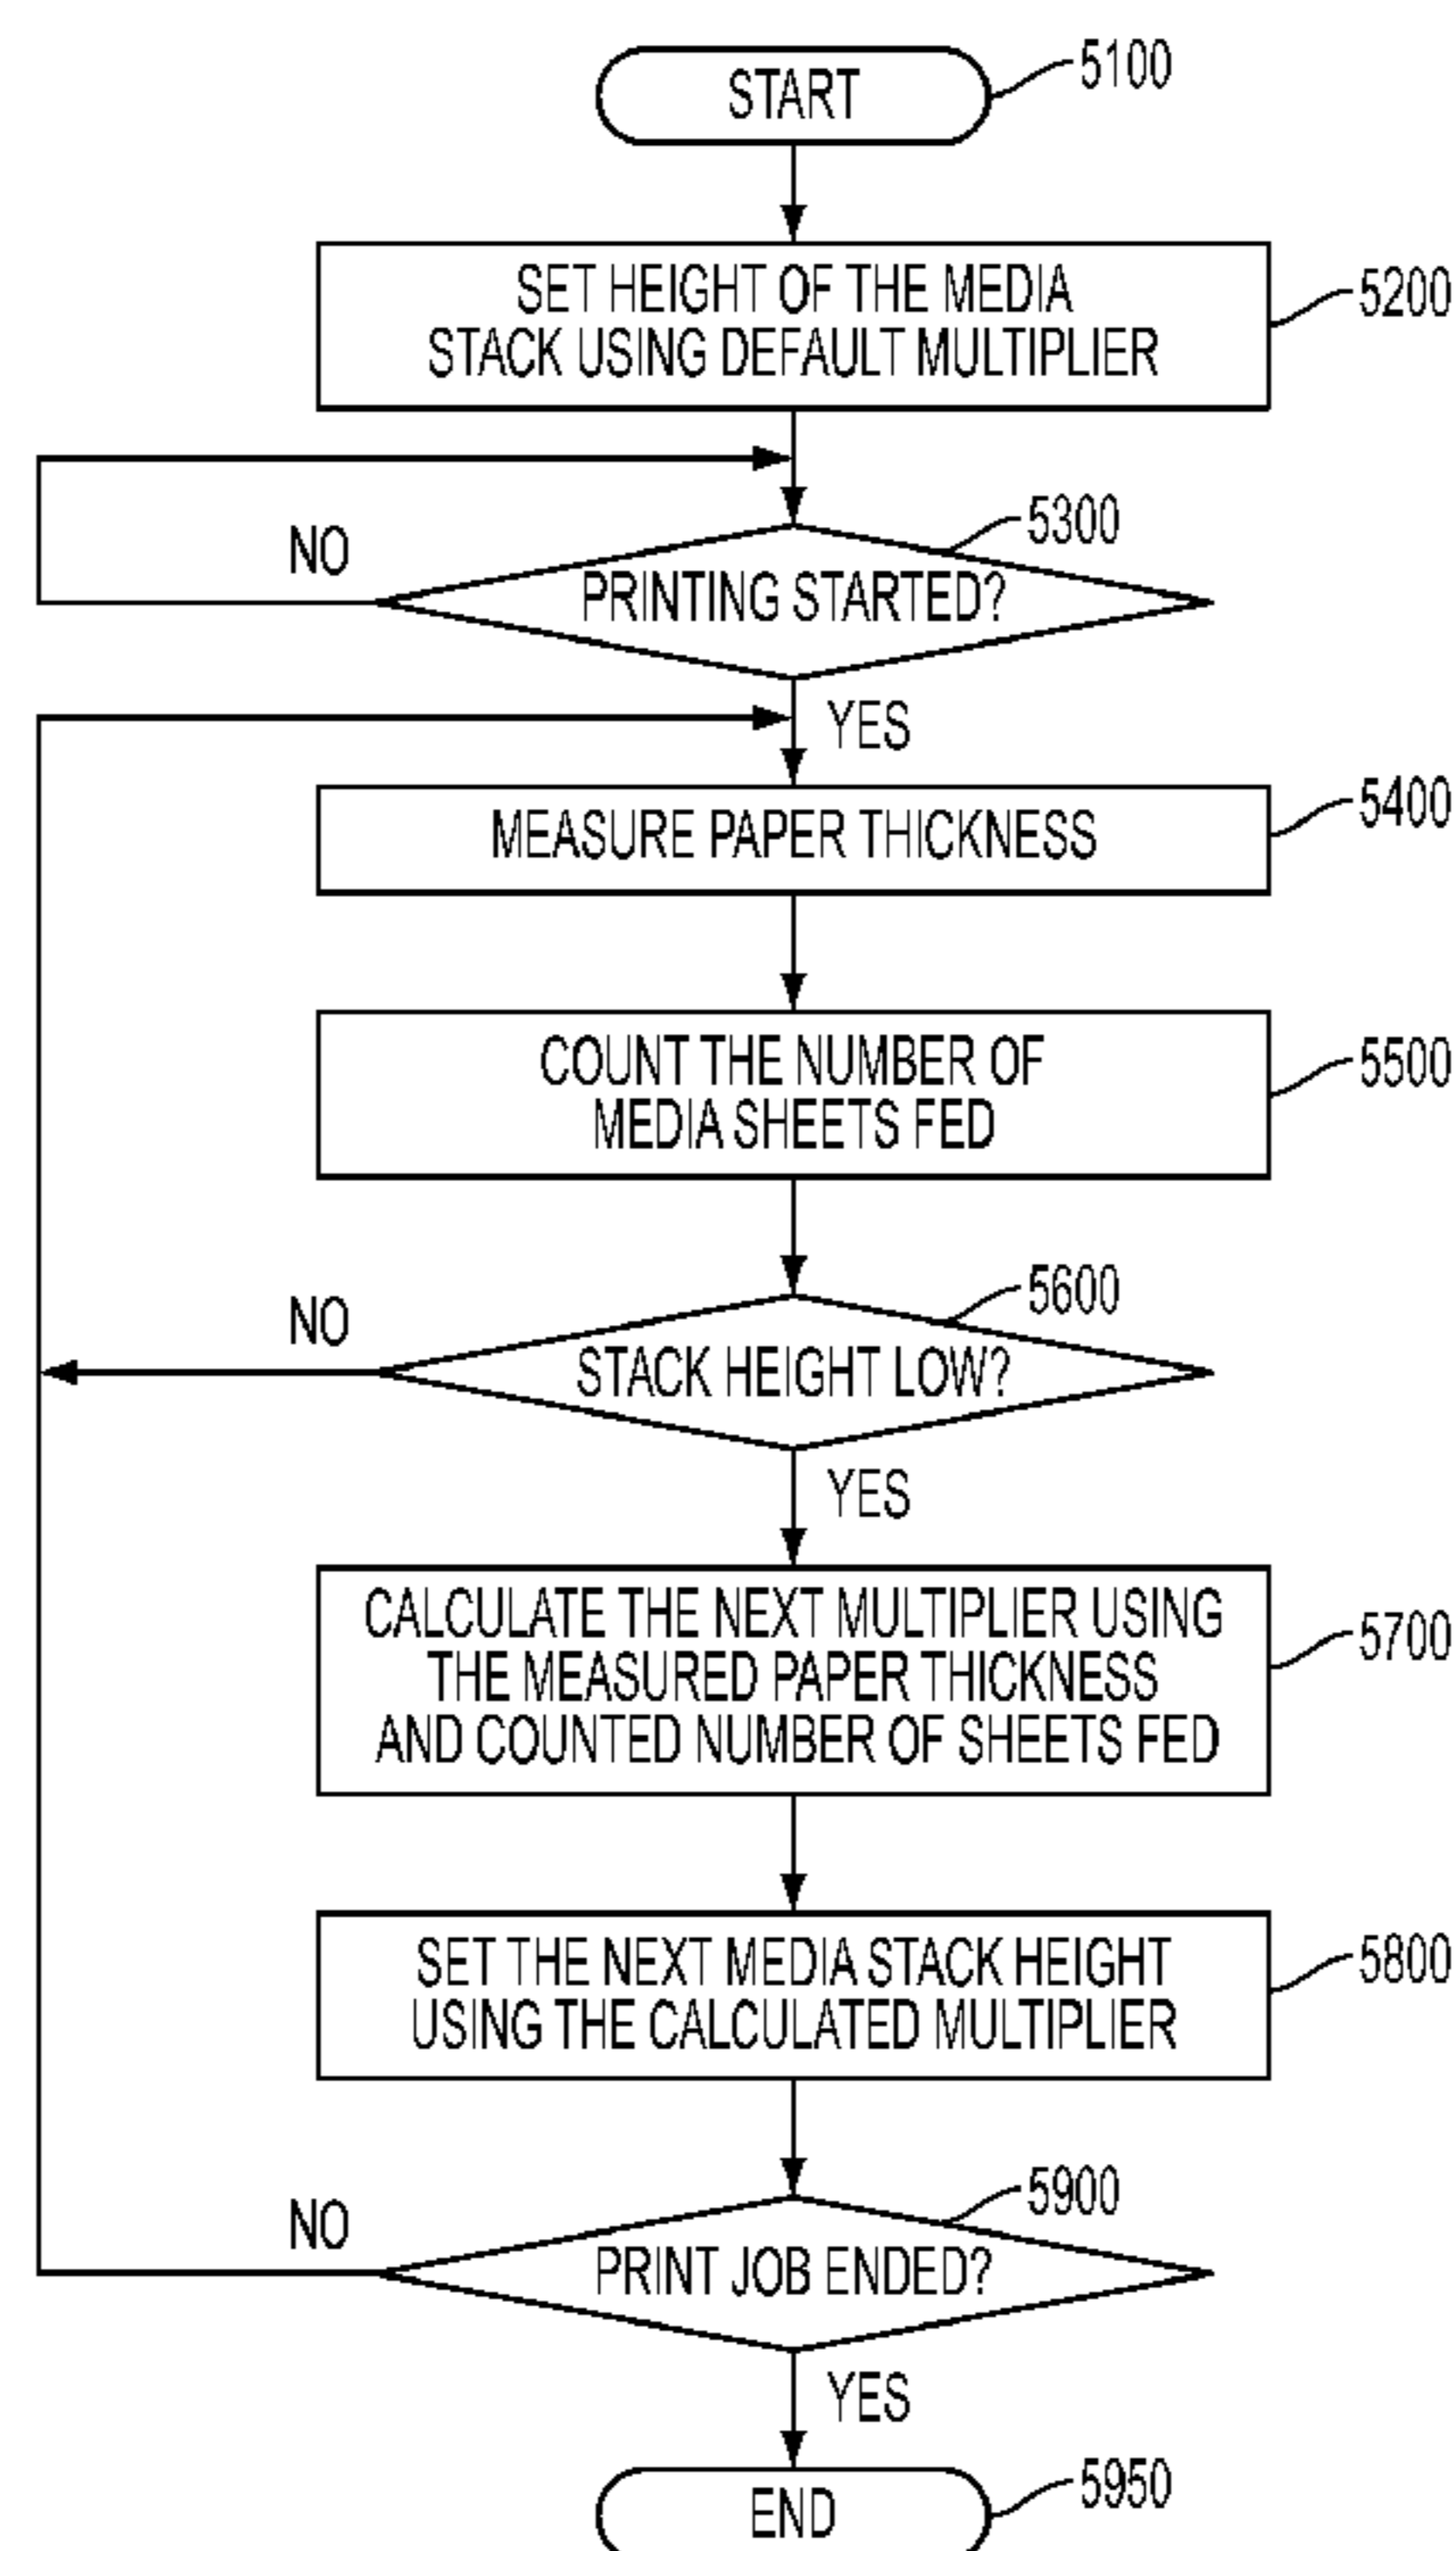 START
5100
SET HEIGHT OF THE MEDIA
STACK USING DEFAULT MULTIPLIER
5200
5300
NO
PRINTING STARTED?
YES
MEASURE PAPER THICKNESS
5400
COUNT THE NUMBER OF
MEDIA SHEETS FED
5500
5600
NO
STACK HEIGHT LOW?
YES
CALCULATE THE NEXT MULTIPLIER USING
THE MEASURED PAPER THICKNESS
AND COUNTED NUMBER OF SHEETS FED
5700
SET THE NEXT MEDIA STACK HEIGHT
USING THE CALCULATED MULTIPLIER
5800
5900
NO
PRINT JOB ENDED?
YES
END
5950